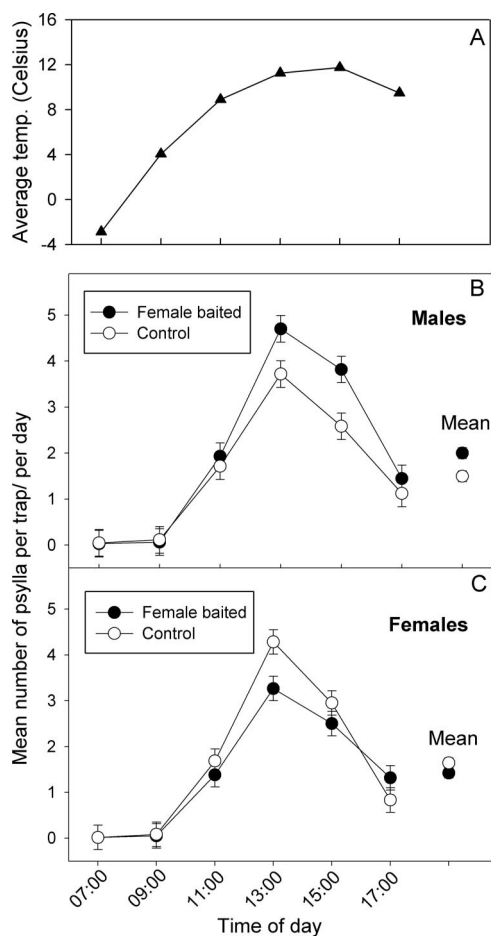 A
Average temp. (Celsius)
16
12
8
4
0
-4
B
Female baited
Control
Males
Mean
5
4
3
2
1
0
Mean number of psylla per trap/ per day
C
Female baited
Control
Females
Mean
5
4
3
2
1
0
07:00
09:00
11:00
13:00
15:00
17:00
Time of day